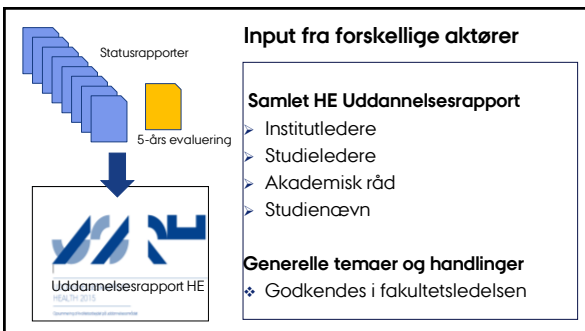 Statusrapporter
5-års evaluering
Uddannelsesrapport HE
HEALTH 2015
Input fra forskellige aktører
Samlet HE Uddannelsesrapport
Institutledere
Studieledere
Akademisk råd
Studienævn
Generelle temaer og handlinger
Godkendes i fakultetsledelsen